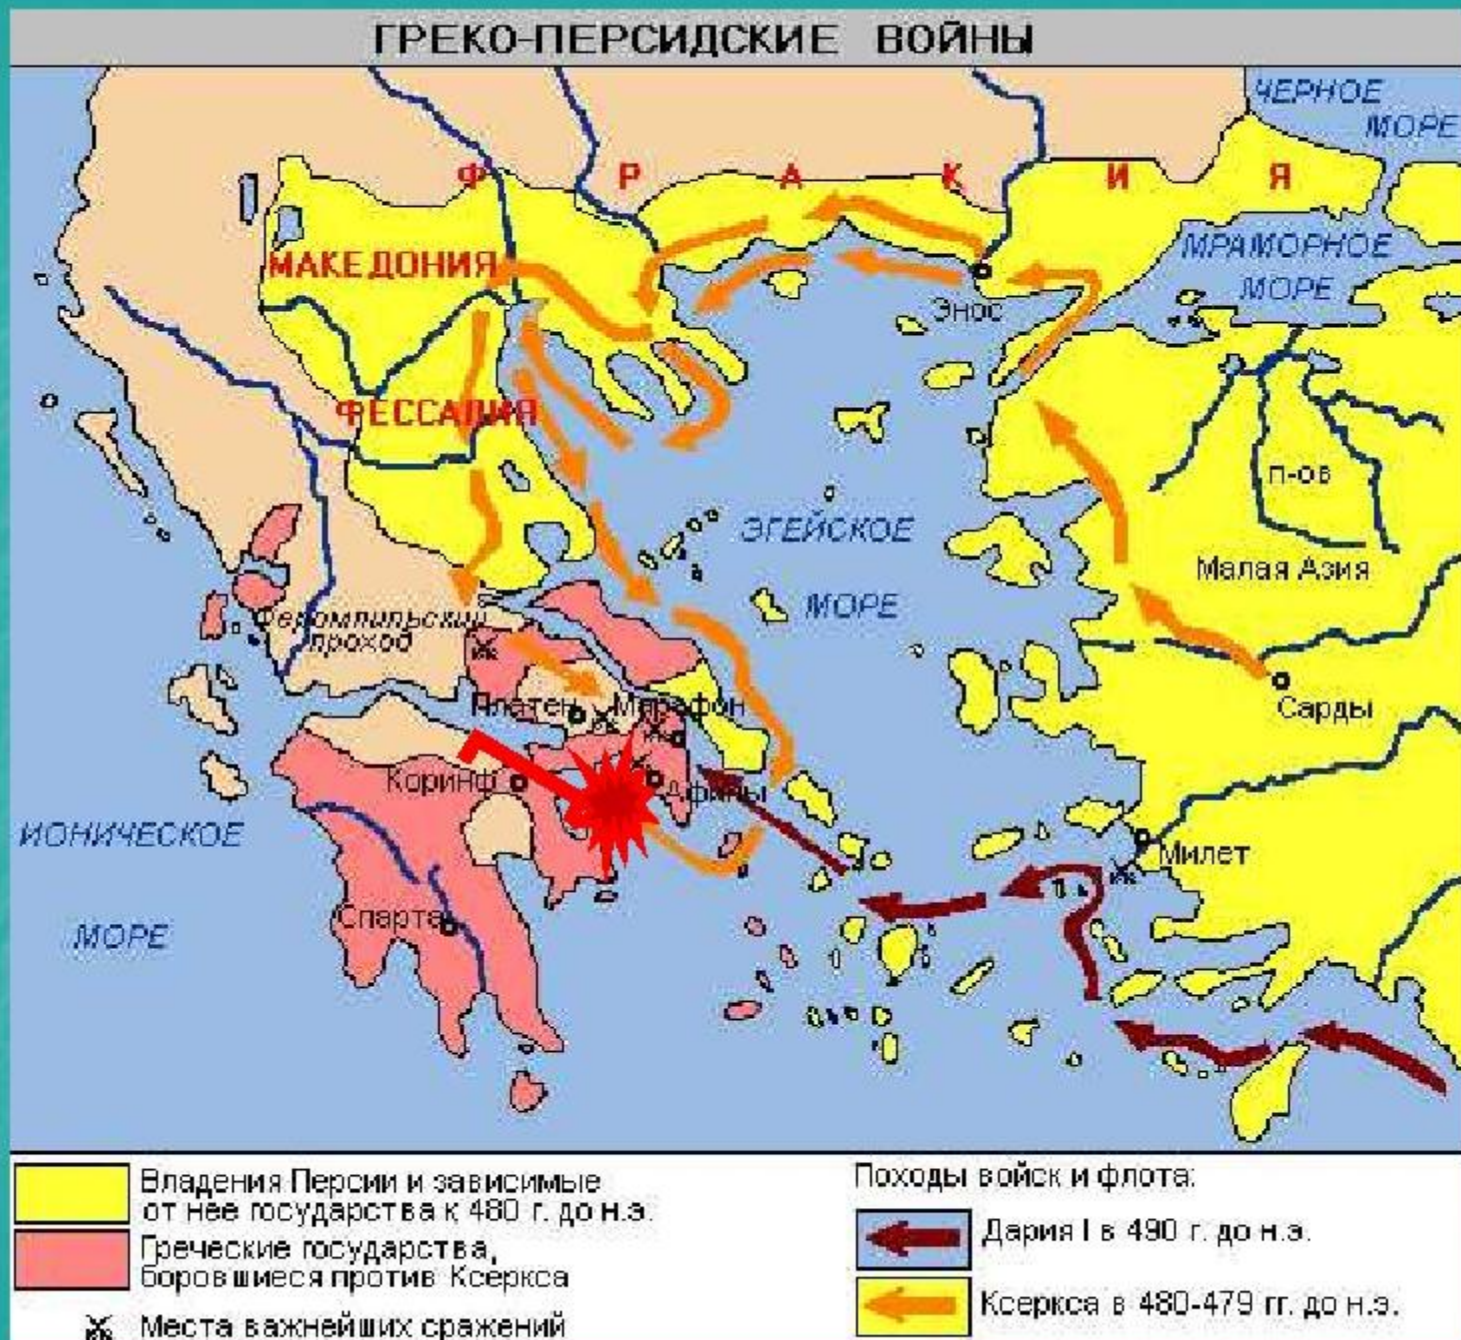 ГРЕКО-ПЕРСИДСКИЕ ВОЙНЫ
ЧЕРНОЕ
МОРЕ
ФРАКИЯ
МРАМОРНОЕ
МОРЕ
МАКЕДОНИЯ
Энос
ФЕССАЛИЯ
п-ов
Малая Азия
ЭГЕЙСКОЕ
МОРЕ
Феромпильский
проход
Сарды
Платеи
Марафон
Коринф
Афины
ИОНИЧЕСКОЕ
МОРЕ
Милет
Спарта
Владения Персии и зависимые
от нее государства к 480 г. до н.э.
Греческие государства,
боровшиеся против Ксеркса
Места важнейших сражений
Походы войск и флота:
Дария I в 490 г. до н.э.
Ксеркса в 480-479 гг. до н.э.